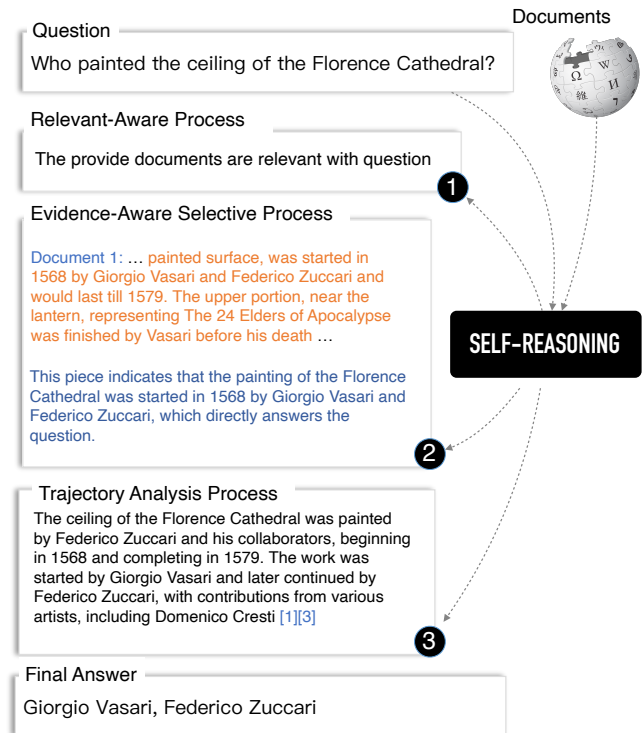 Documents
Question
Who painted the ceiling of the Florence Cathedral?
Ω
W
И
維
7
Relevant-Aware Process
The provide documents are relevant with question
1
Evidence-Aware Selective Process
Document 1: ... painted surface, was started in
1568 by Giorgio Vasari and Federico Zuccari and
would last till 1579. The upper portion, near the
lantern, representing The 24 Elders of Apocalypse
was finished by Vasari before his death ...
This piece indicates that the painting of the Florence
Cathedral was started in 1568 by Giorgio Vasari and
Federico Zuccari, which directly answers the
question.
2
SELF-REASONING
Trajectory Analysis Process
The ceiling of the Florence Cathedral was painted
by Federico Zuccari and his collaborators, beginning
in 1568 and completing in 1579. The work was
started by Giorgio Vasari and later continued by
Federico Zuccari, with contributions from various
artists, including Domenico Cresti [1][3]
3
Final Answer
Giorgio Vasari, Federico Zuccari